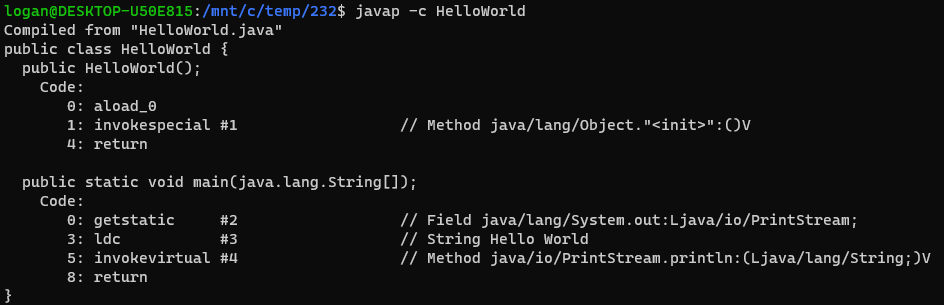 logan@DESKTOP-U50E815:/mnt/c/temp/232$ javap -c HelloWorld
Compiled from "HelloWorld.java"
public class HelloWorld {
  public HelloWorld();
    Code:
       0: aload_0
       1: invokespecial #1                  // Method java/lang/Object."<init>":()V
       4: return

  public static void main(java.lang.String[]);
    Code:
       0: getstatic     #2                  // Field java/lang/System.out:Ljava/io/PrintStream;
       3: ldc           #3                  // String Hello World
       5: invokevirtual #4                  // Method java/io/PrintStream.println:(Ljava/lang/String;)V
       8: return
}